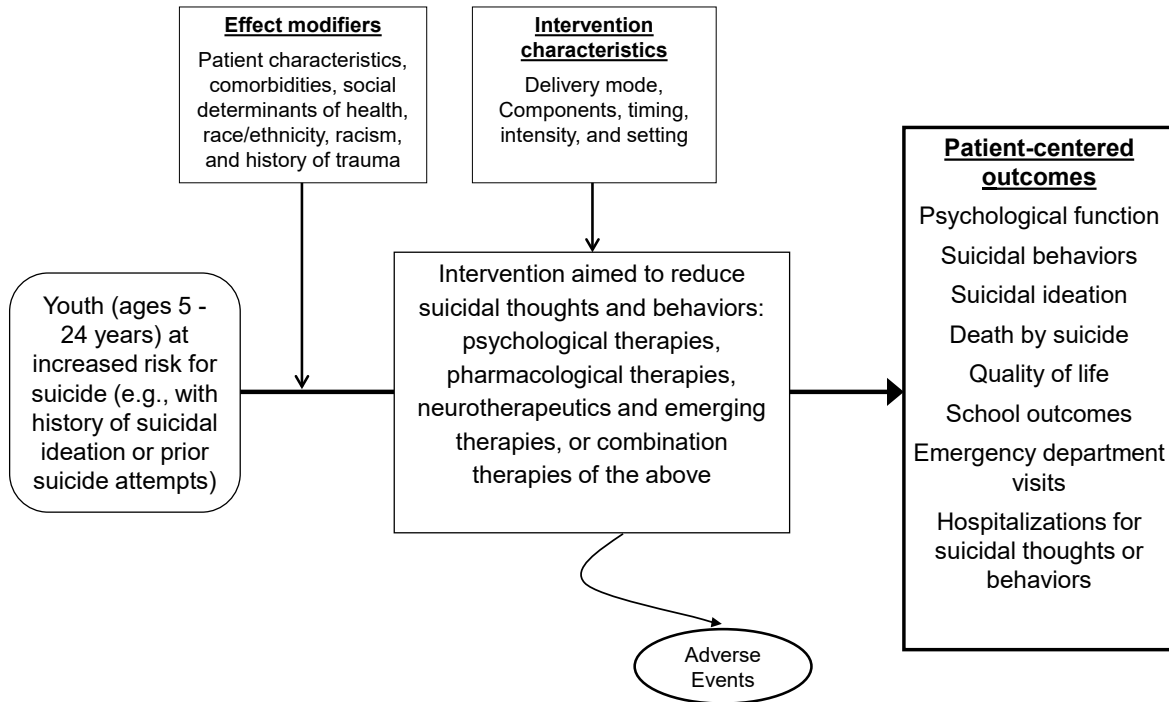 Effect modifiers
Patient characteristics,
comorbidities, social
determinants of health,
race/ethnicity, racism,
and history of trauma
Intervention
characteristics
Delivery mode,
Components, timing,
intensity, and setting
Youth (ages 5 -
24 years) at
increased risk for
suicide (e.g., with
history of suicidal
ideation or prior
suicide attempts)
Intervention aimed to reduce
suicidal thoughts and behaviors:
psychological therapies,
pharmacological therapies,
neurotherapeutics and emerging
therapies, or combination
therapies of the above
Patient-centered
outcomes
Psychological function
Suicidal behaviors
Suicidal ideation
Death by suicide
Quality of life
School outcomes
Emergency department
visits
Hospitalizations for
suicidal thoughts or
behaviors
Adverse
Events